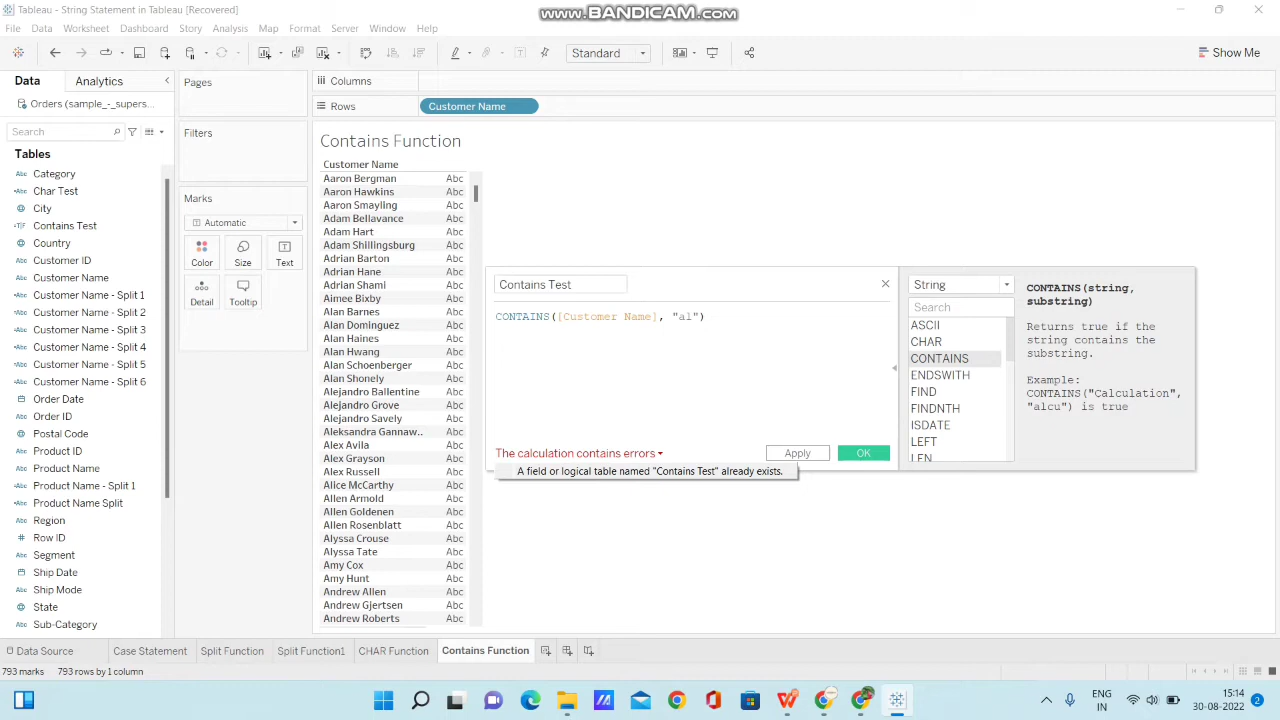 Tableau - String Statement in Tableau [Recovered]
www.BANDICAM.com
File Data Worksheet Dashboard Story Analysis Map Format Server Window Help
Standard
Show Me
Data Analytics
Pages
Columns
Orders (sample_-_supers...
Rows Customer Name
Search
Filters
Tables
Contains Function
Category
Char Test
City
Contains Test
Country
Customer ID
Customer Name
Customer Name - Split 1
Customer Name - Split 2
Customer Name - Split 3
Customer Name - Split 4
Customer Name - Split 5
Customer Name - Split 6
Order Date
Order ID
Postal Code
Product ID
Product Name
Product Name - Split 1
Product Name Split
Region
Row ID
Segment
Ship Date
Ship Mode
State
Sub-Category
Marks
Automatic
Color Size Text
Detail Tooltip
Customer Name
Aaron Bergman Abc
Aaron Hawkins Abc
Aaron Smayling Abc
Adam Bellavance Abc
Adam Hart Abc
Adam Shillingsburg Abc
Adrian Barton Abc
Adrian Hane Abc
Adrian Shami Abc
Aimee Bixby Abc
Alan Barnes Abc
Alan Dominguez Abc
Alan Haines Abc
Alan Hwang Abc
Alan Schoenberger Abc
Alan Shonely Abc
Alejandro Ballentine Abc
Alejandro Grove Abc
Alejandro Savely Abc
Aleksandra Gannaw.. Abc
Alex Avila Abc
Alex Grayson Abc
Alex Russell Abc
Alice McCarthy Abc
Allen Arnold Abc
Allen Golden Abc
Allen Rosenblatt Abc
Alyssa Crouse Abc
Alyssa Tate Abc
Amy Cox Abc
Amy Hunt Abc
Andrew Allen Abc
Andrew Gjertsen Abc
Andrew Roberts Abc
Contains Test
CONTAINS([Customer Name], "al")
The calculation contains errors
Apply OK
A field or logical table named "Contains Test" already exists.
String
Search
ASCII
CHAR
CONTAINS
ENDSWITH
FIND
FINDNTH
ISDATE
LEFT
LEN
CONTAINS(string,
substring)
Returns true if the
string contains the
substring.
Example:
CONTAINS("Calculation",
"alcu") is true
Data Source Case Statement Split Function Split Function1 CHAR Function Contains Function
793 marks 793 rows by 1 column
ENG
IN
15:14
30-08-2022
2